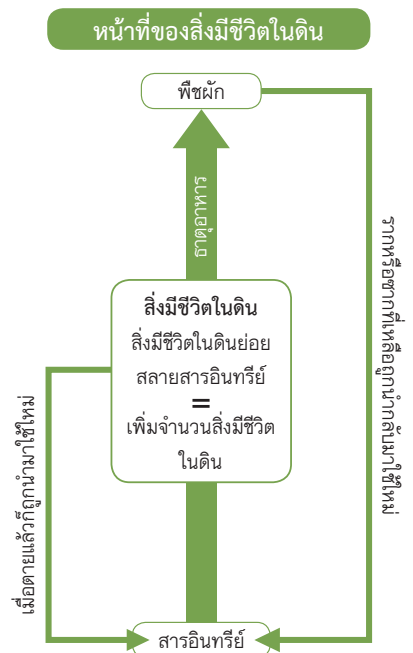 หน้าที่ของสิ่งมีชีวิตในดิน
พืชผัก
ธาตุอาหาร
รากหรือซากที่เหลือถูกนำกลับมาใช้ใหม่
สิ่งมีชีวิตในดิน
สิ่งมีชีวิตในดินย่อย
สลายสารอินทรีย์
=
เพิ่มจำนวนสิ่งมีชีวิต
ในดิน
เมื่อตายแล้วก็ถูกนำมาใช้ใหม่
สารอินทรีย์